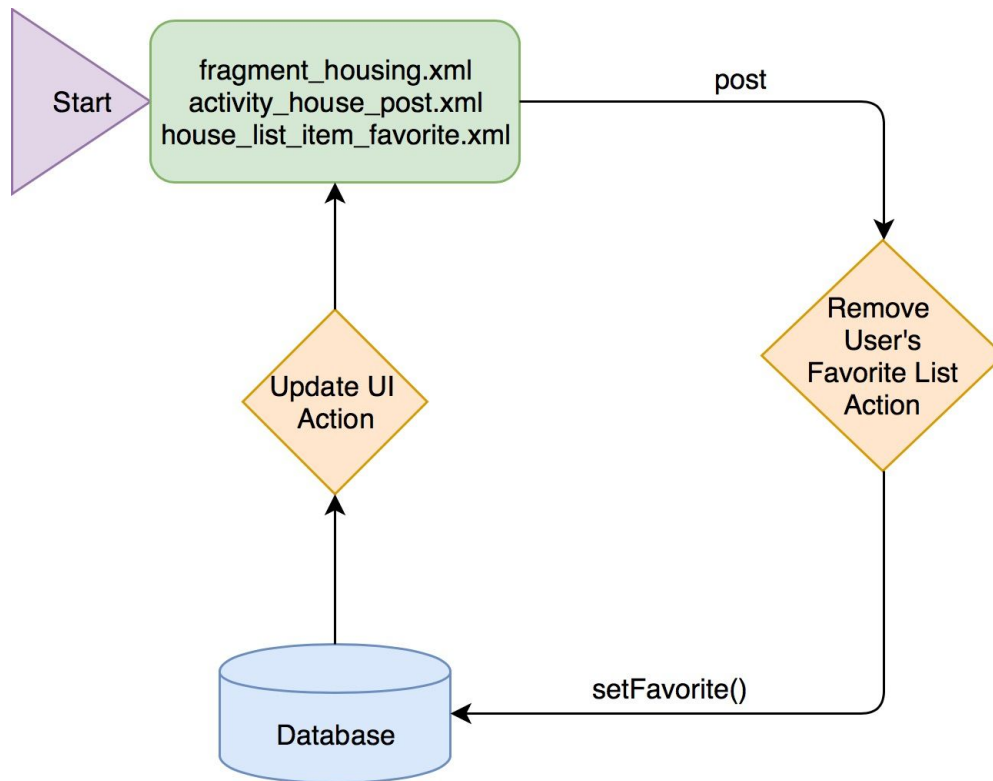 Start
fragment_housing.xml
activity_house_post.xml
house_list_item_favorite.xml
post
Remove
User's
Favorite List
Action
Update UI
Action
setFavorite()
Database